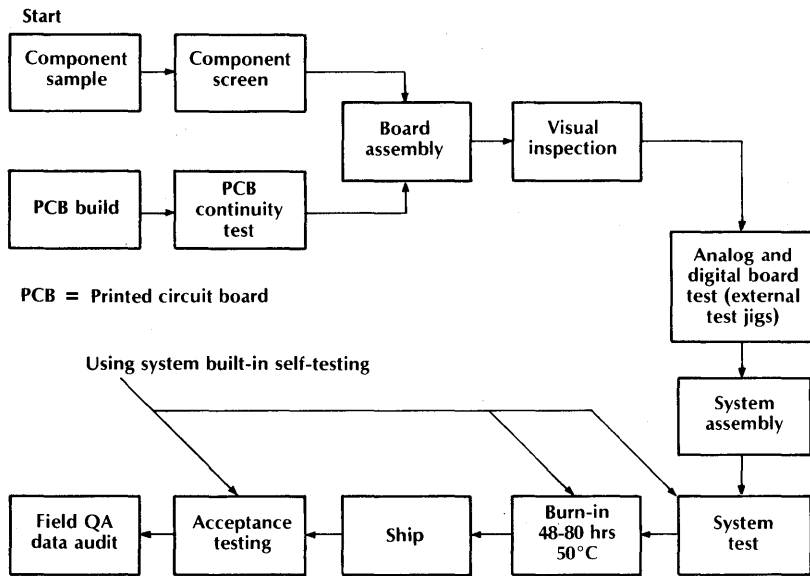 Start
Component
sample
Component
screen
Board
assembly
Visual
inspection
PCB build
PCB
continuity
test
Analog and
digital board
test (external
test jigs)
PCB = Printed circuit board
Using system built-in self-testing
System
assembly
Field QA
data audit
Acceptance
testing
Ship
Burn-in
48-80 hrs
50°C
System
test